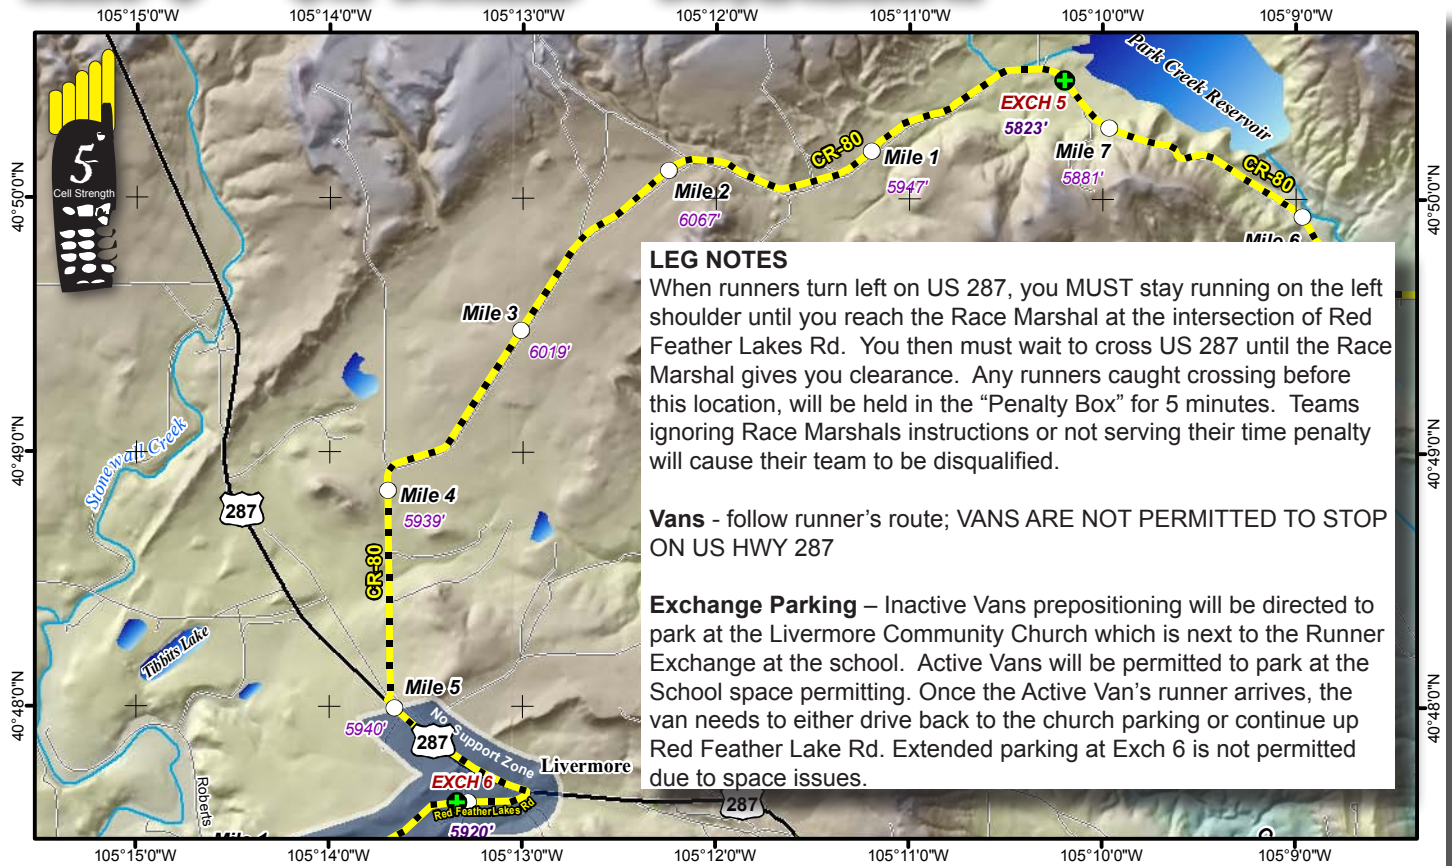 105°15'0"W 105°14'0"W 105°13'0"W 105°12'0"W 105°11'0"W 105°10'0"W 105°9'0"W
Park Creek Reservoir
5
Cell Strength
EXCH 5
5823'
CR-80
Mile 1
5947'
Mile 7
5881'
CR-80
Mile 2
6067'
40°50'0"N
40°50'0"N
Mile 6
Mile 3
6019'
LEG NOTES
When runners turn left on US 287, you MUST stay running on the left
shoulder until you reach the Race Marshal at the intersection of Red
Feather Lakes Rd.  You then must wait to cross US 287 until the Race
Marshal gives you clearance.  Any runners caught crossing before
this location, will be held in the “Penalty Box” for 5 minutes.  Teams
ignoring Race Marshals instructions or not serving their time penalty
will cause their team to be disqualified.
Vans - follow runner’s route; VANS ARE NOT PERMITTED TO STOP
ON US HWY 287
Exchange Parking – Inactive Vans prepositioning will be directed to
park at the Livermore Community Church which is next to the Runner
Exchange at the school.  Active Vans will be permitted to park at the
School space permitting. Once the Active Van’s runner arrives, the
van needs to either drive back to the church parking or continue up
Red Feather Lake Rd. Extended parking at Exch 6 is not permitted
due to space issues.
40°49'0"N
40°49'0"N
Stonewall Creek
287
Mile 4
5939'
CR-80
Tibbits Lake
40°48'0"N
40°48'0"N
Mile 5
5940'
No Support Zone
287
Livermore
EXCH 6
Red Feather Lakes Rd
5920'
287
Roberts
Mile 1
105°15'0"W 105°14'0"W 105°13'0"W 105°12'0"W 105°11'0"W 105°10'0"W 105°9'0"W